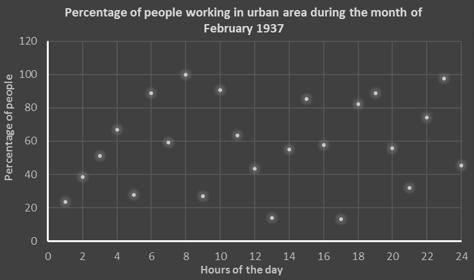 Percentage of people working in urban area during the month of
February 1937
Percentage of people
120
100
80
60
40
20
0
0 2 4 6 8 10 12 14 16 18 20 22 24
Hours of the day